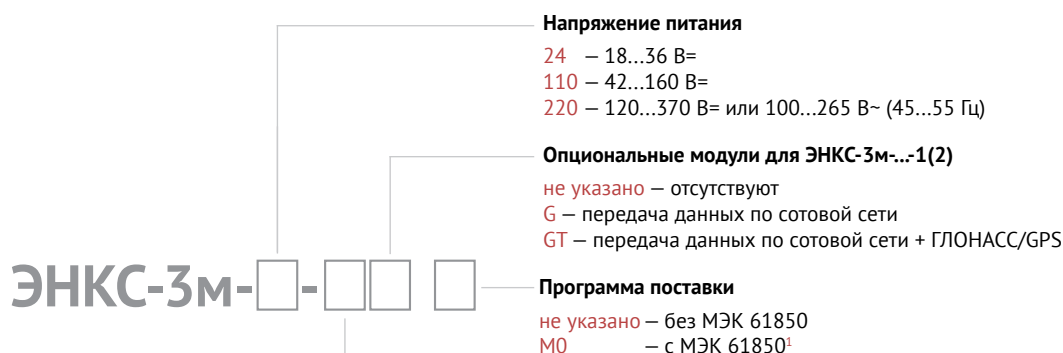 Напряжение питания
24 – 18...36 В=
110 – 42...160 В=
220 – 120...370 В= или 100...265 В~ (45...55 Гц)
Опциональные модули для ЭНКС-3м-...-1(2)
не указано – отсутствуют
G – передача данных по сотовой сети
GT – передача данных по сотовой сети + ГЛОНАСС/GPS
ЭНКС-3м-□-□□ □
Программа поставки
не указано – без МЭК 61850
M0 – с МЭК 61850¹